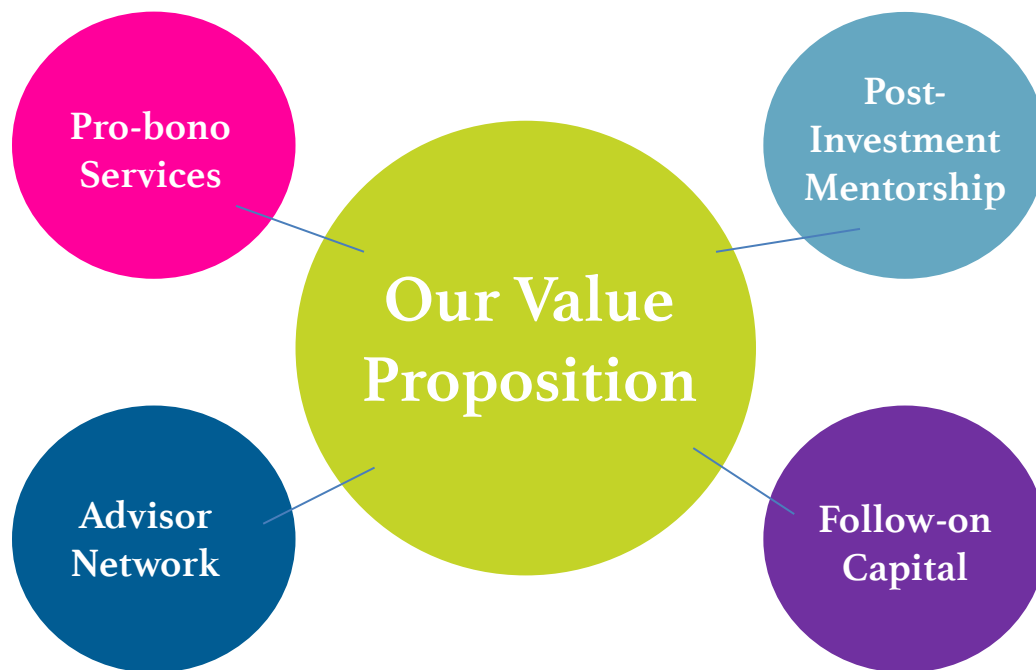 Pro-bono
Services
Post-
Investment
Mentorship
Our Value
Proposition
Advisor
Network
Follow-on
Capital